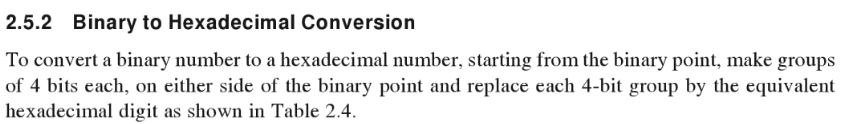 2.5.2 Binary to Hexadecimal Conversion
To convert a binary number to a hexadecimal number, starting from the binary point, make groups
of 4 bits each, on either side of the binary point and replace each 4-bit group by the equivalent
hexadecimal digit as shown in Table 2.4.